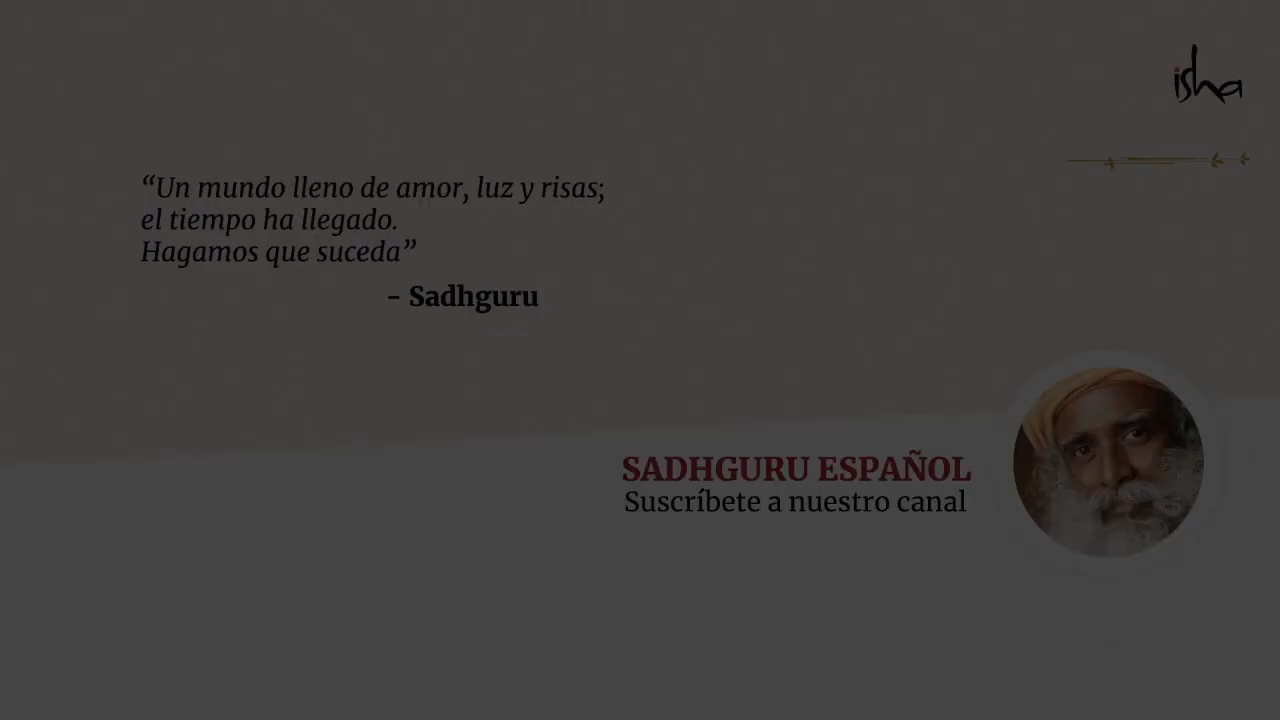 isha
“Un mundo lleno de amor, luz y risas;
el tiempo ha llegado.
Hagamos que suceda”
- Sadhguru
SADHGURU ESPAÑOL
Suscríbete a nuestro canal